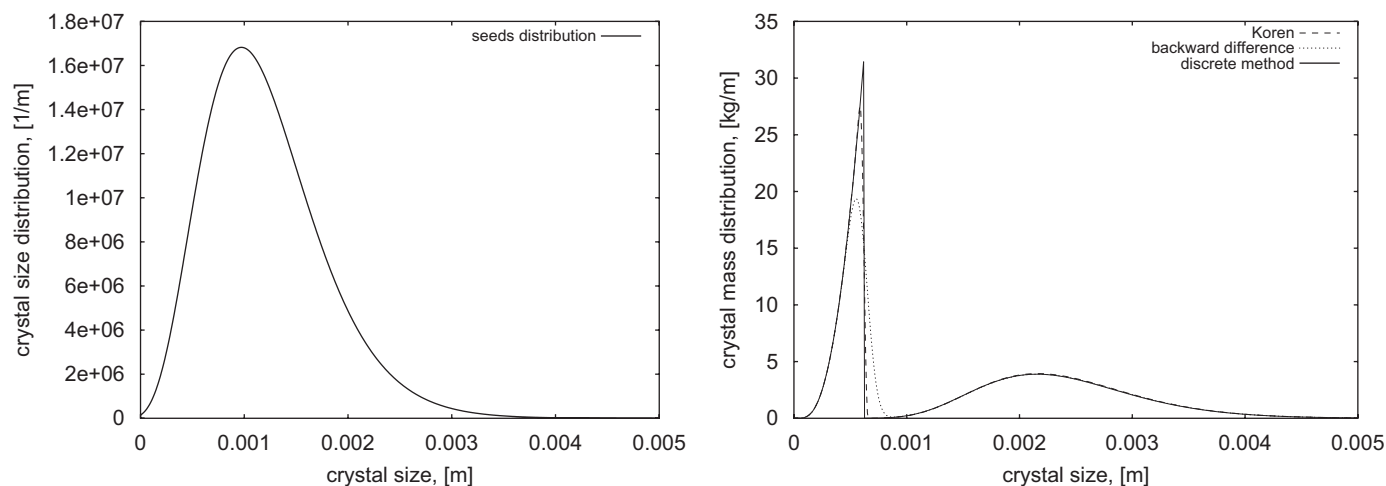 1.8e+07
1.6e+07
1.4e+07
1.8e+07
1e+07
8e+06
6e+06
4e+06
2e+06
0
crystal size distribution, [1/m]
seeds distribution
0
0.001
0.002
0.003
0.004
0.005
crystal size, [m]
35
30
25
20
15
10
5
0
crystal mass distribution, [kg/m]
Koren
backward difference
discrete method
0
0.001
0.002
0.003
0.004
0.005
crystal size, [m]